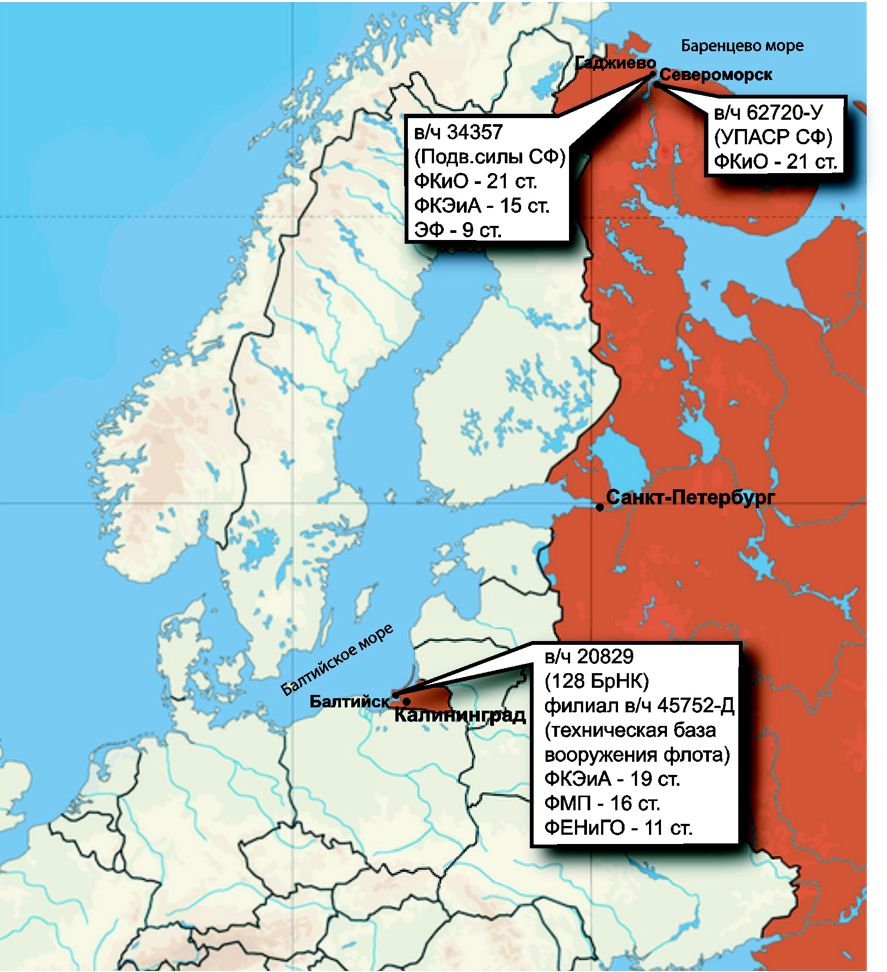 Баренцево море
Гаджиево
Североморск
в/ч 34357
(Подв.силы СФ)
ФКиО - 21 ст.
ФКЭиА - 15 ст.
ЭФ - 9 ст.
в/ч 62720-У
(УПАСР СФ)
ФКиО - 21 ст.
Санкт-Петербург
Балтийское море
Балтийск
Калининград
в/ч 20829
(128 БрНК)
филиал в/ч 45752-Д
(техническая база
вооружения флота)
ФКЭиА - 19 ст.
ФМП - 16 ст.
ФЕНиГО - 11 ст.